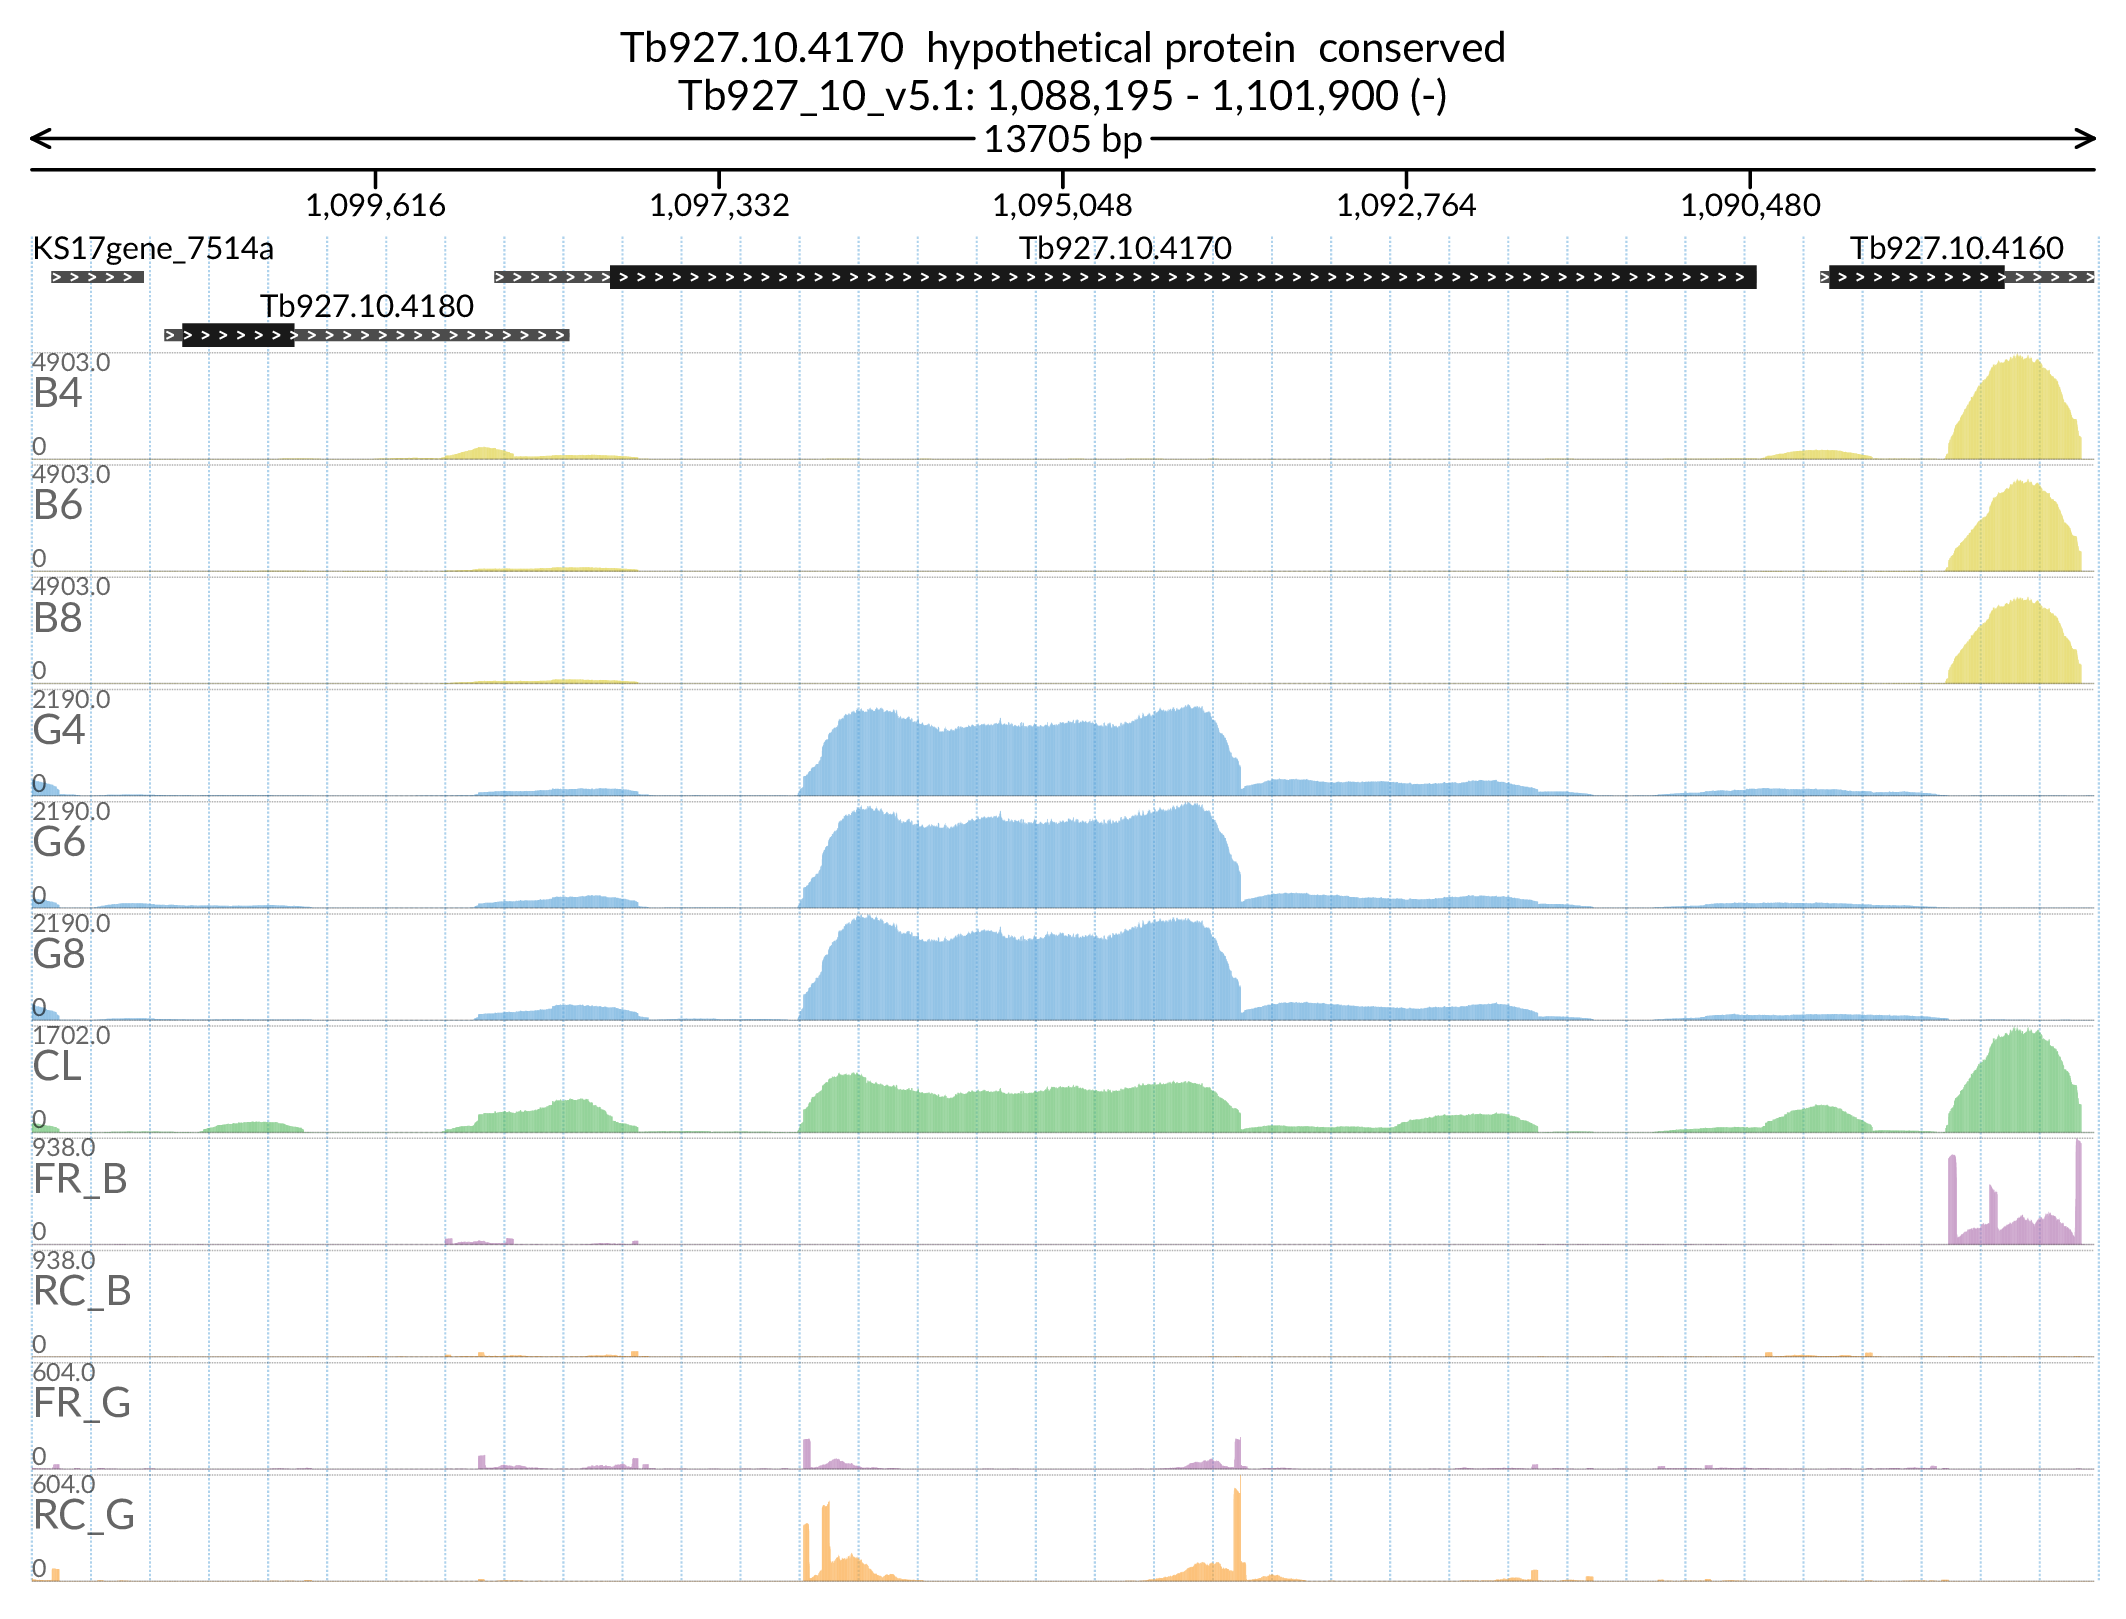 Tb927.10.4170 hypothetical protein conserved
Tb927_10_v5.1: 1,088,195 - 1,101,900 (-)
13705 bp
1,099,616 1,097,332 1,095,048 1,092,764 1,090,480
KS17gene_7514a Tb927.10.4170 Tb927.10.4160
Tb927.10.4180
4903.0
B4
0
4903.0
B6
0
4903.0
B8
0
2190.0
G4
0
2190.0
G6
0
2190.0
G8
0
1702.0
CL
0
938.0
FR_B
0
938.0
RC_B
0
604.0
FR_G
0
604.0
RC_G
0